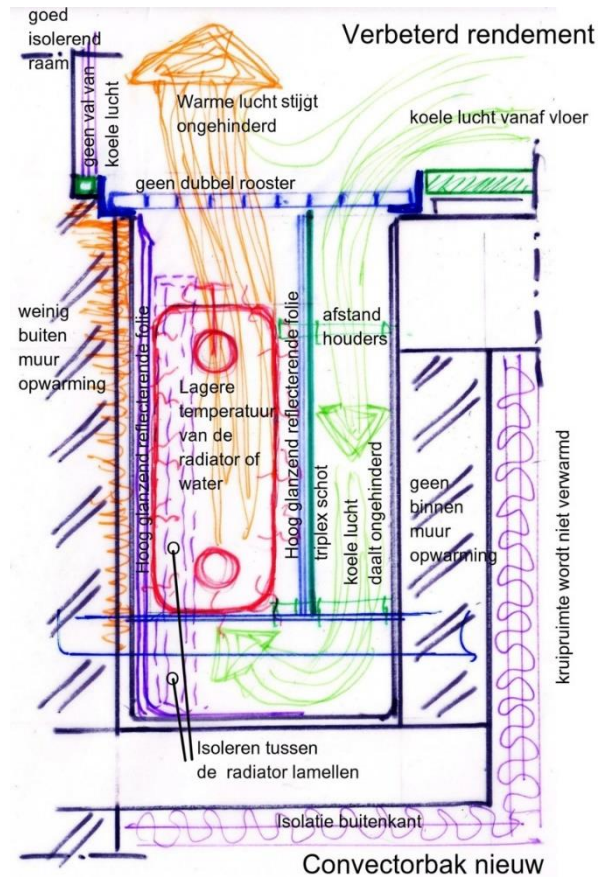 goed
isolerend
raam
Verbeterd rendement
geen val van
koele lucht
Warme lucht stijgt
ongehinderd
koele lucht vanaf vloer
geen dubbel rooster
weinig
buiten
muur
opwarming
Hoog glanzend reflecterende folie
Lagere
temperatuur
van de
radiator of
water
Hoog glanzend reflecterende folie
triplex schot
afstand
houders
koele lucht
daalt ongehinderd
geen
binnen
muur
opwarming
kruipruimte wordt niet verwarmd
Isoleren tussen
de radiator lamellen
Isolatie buitenkant
Convectorbak nieuw